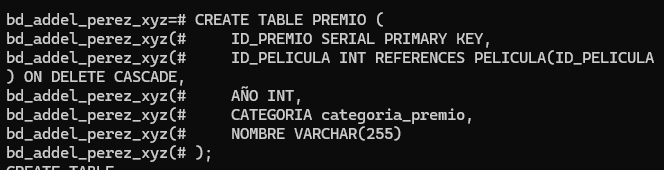 bd_addel_perez_xyz=# CREATE TABLE PREMIO (
bd_addel_perez_xyz(#     ID_PREMIO SERIAL PRIMARY KEY,
bd_addel_perez_xyz(#     ID_PELICULA INT REFERENCES PELICULA(ID_PELICULA
) ON DELETE CASCADE,
bd_addel_perez_xyz(#     AÑO INT,
bd_addel_perez_xyz(#     CATEGORIA categoria_premio,
bd_addel_perez_xyz(#     NOMBRE VARCHAR(255)
bd_addel_perez_xyz(# );
CREATE TABLE